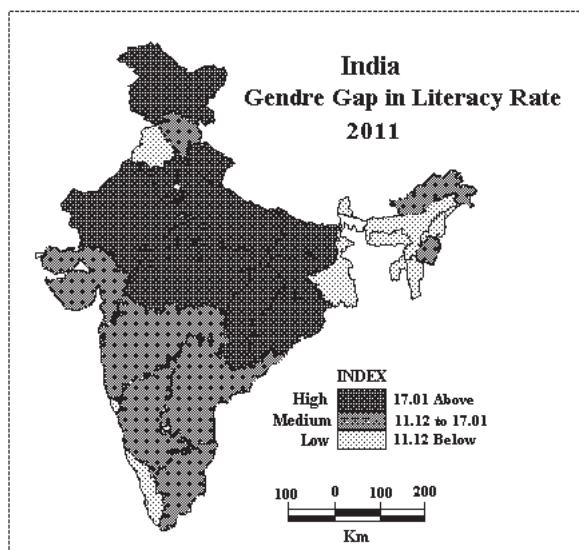 India
Gendre Gap in Literacy Rate
2011
INDEX
High 17.01 Above
Medium 11.12 to 17.01
Low 11.12 Below
100 0 100 200
Km